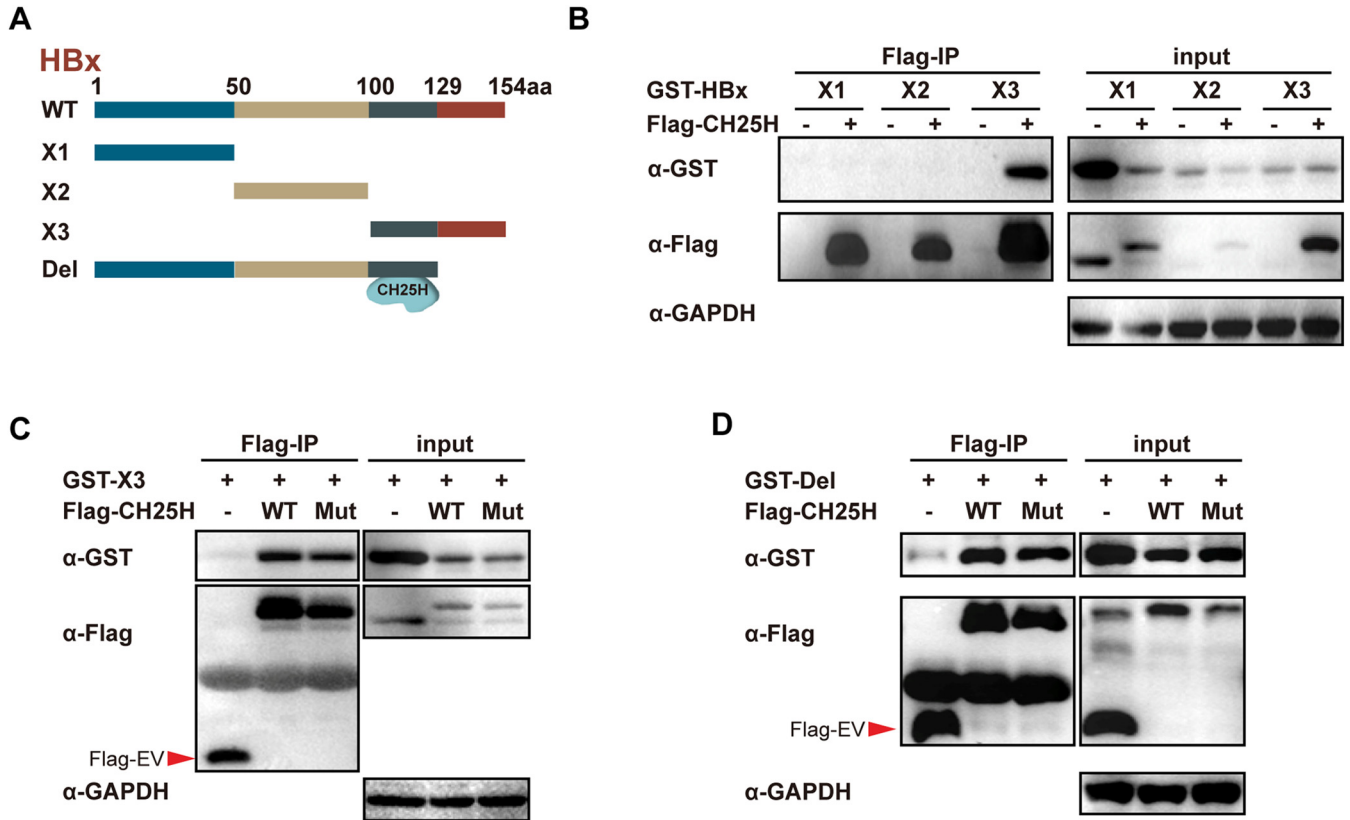 A
HBx
1 50 100 129 154aa
WT
X1
X2
X3
Del
CH25H
B
Flag-IP input
GST-HBx X1 X2 X3 X1 X2 X3
Flag-CH25H - + - + - + - + - + - +
α-GST
α-Flag
α-GAPDH
C
Flag-IP input
GST-X3 + + + + + +
Flag-CH25H - WT Mut - WT Mut
α-GST
α-Flag
Flag-EV
α-GAPDH
D
Flag-IP input
GST-Del + + + + + +
Flag-CH25H - WT Mut - WT Mut
α-GST
α-Flag
Flag-EV
α-GAPDH